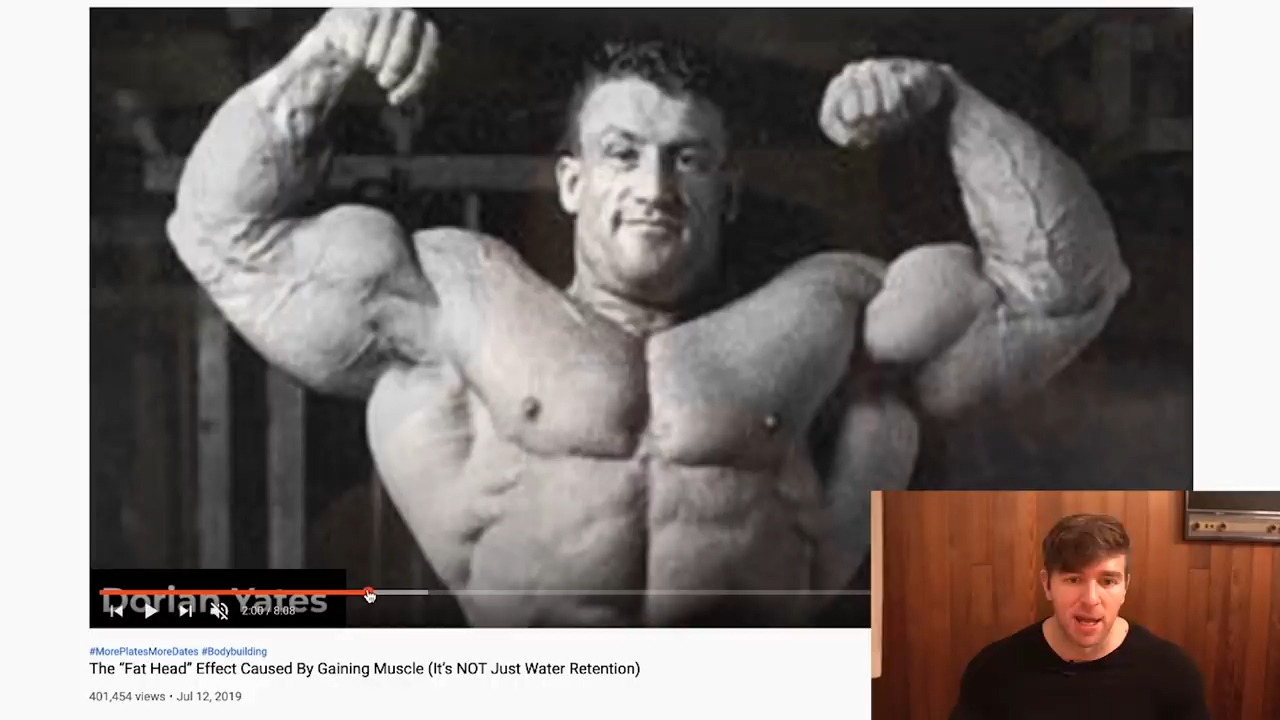 Dorian Yates
2:00 / 8:08
#MorePlatesMoreDates #Bodybuilding
The “Fat Head” Effect Caused By Gaining Muscle (It’s NOT Just Water Retention)
401,454 views • Jul 12, 2019